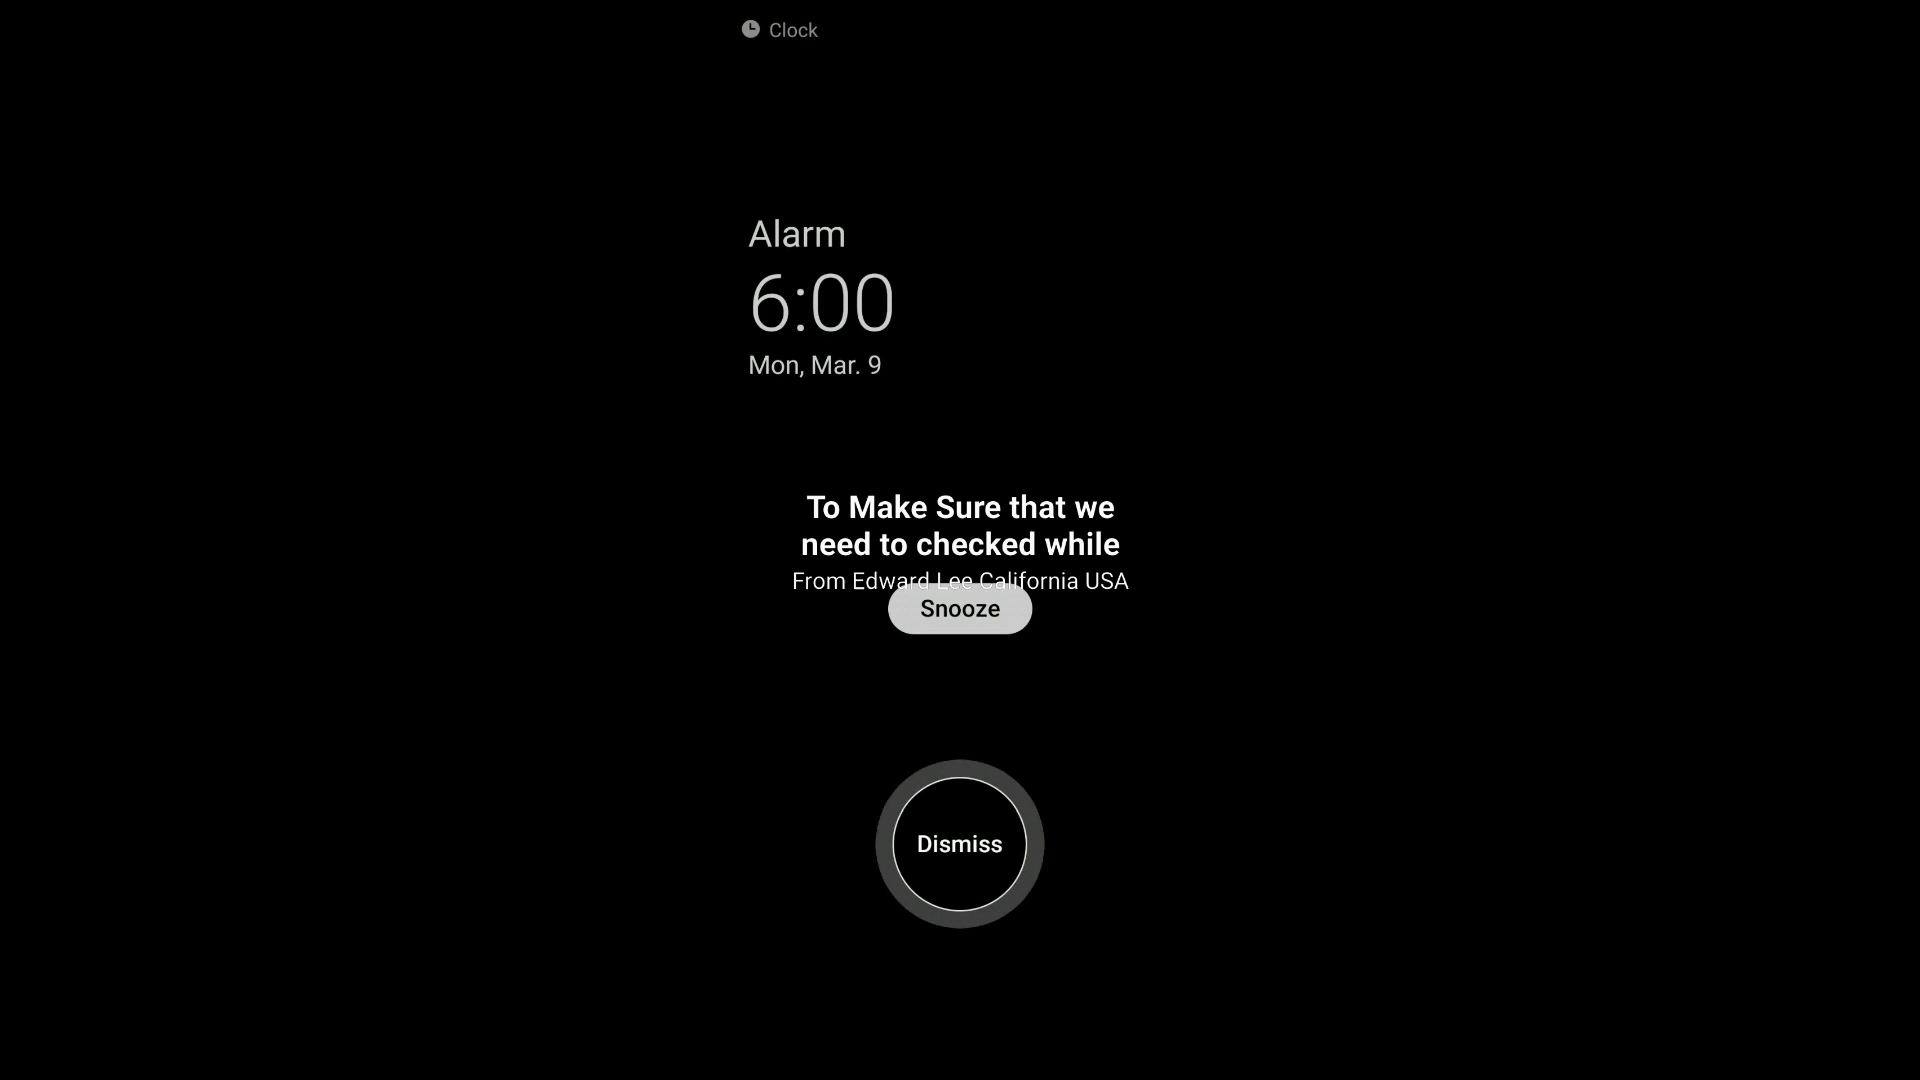 Clock
Alarm
6:00
Mon, Mar. 9
To Make Sure that we
need to checked while
From Edward Lee California USA
Snooze
Dismiss